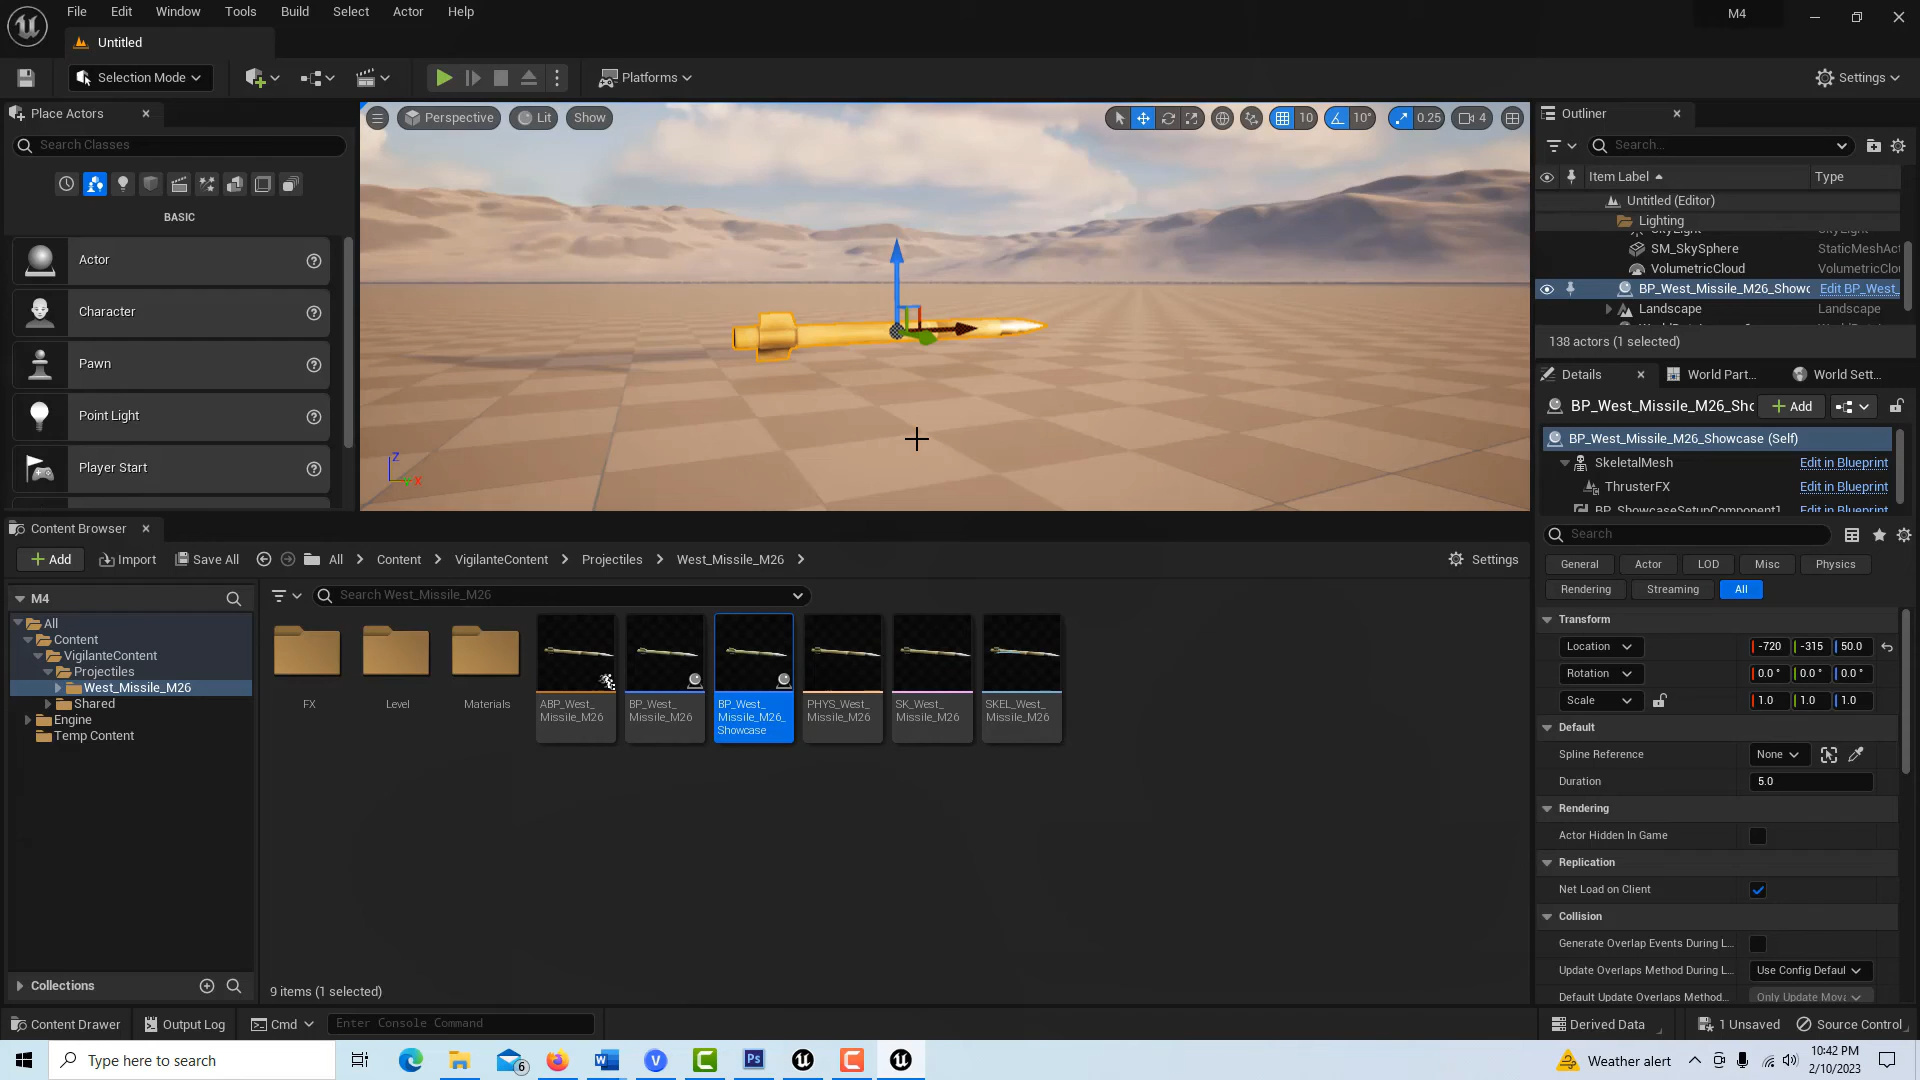 File Edit Window Tools Build Select Actor Help
M4
Untitled
Selection Mode
Platforms
Settings
Place Actors
Search Classes
BASIC
Actor
Character
Pawn
Point Light
Player Start
Perspective Lit Show
10 10° 0.25 4
Z
X
Outliner
Search...
Item Label Type
Untitled (Editor)
Lighting
SM_SkySphere StaticMeshAct
VolumetricCloud VolumetricClou
BP_West_Missile_M26_Showc Edit BP_West_
Landscape Landscape
138 actors (1 selected)
Details World Part... World Sett...
BP_West_Missile_M26_Sho Add
BP_West_Missile_M26_Showcase (Self)
SkeletalMesh Edit in Blueprint
ThrusterFX Edit in Blueprint
BP_ShowcaseSetupComponent1 Edit in Blueprint
Search
General Actor LOD Misc Physics
Rendering Streaming All
Transform
Location -720 -315 50.0
Rotation 0.0 ° 0.0 ° 0.0 °
Scale 1.0 1.0 1.0
Default
Spline Reference None
Duration 5.0
Rendering
Actor Hidden In Game
Replication
Net Load on Client
Collision
Generate Overlap Events During L...
Update Overlaps Method During L... Use Config Defaul
Default Update Overlaps Method... Only Update Mova
Content Browser
Add Import Save All All Content VigilanteContent Projectiles West_Missile_M26 Settings
M4
All
Content
VigilanteContent
Projectiles
West_Missile_M26
Shared
Engine
Temp Content
Collections
Search West_Missile_M26
FX
Level
Materials
ABP_West_
Missile_M26
BP_West_
Missile_M26
BP_West_
Missile_M26_
Showcase
PHYS_West_
Missile_M26
SK_West_
Missile_M26
SKEL_West_
Missile_M26
9 items (1 selected)
Content Drawer Output Log Cmd Enter Console Command Derived Data 1 Unsaved Source Control
Type here to search
6
W
V
Ps
Weather alert
10:42 PM
2/10/2023